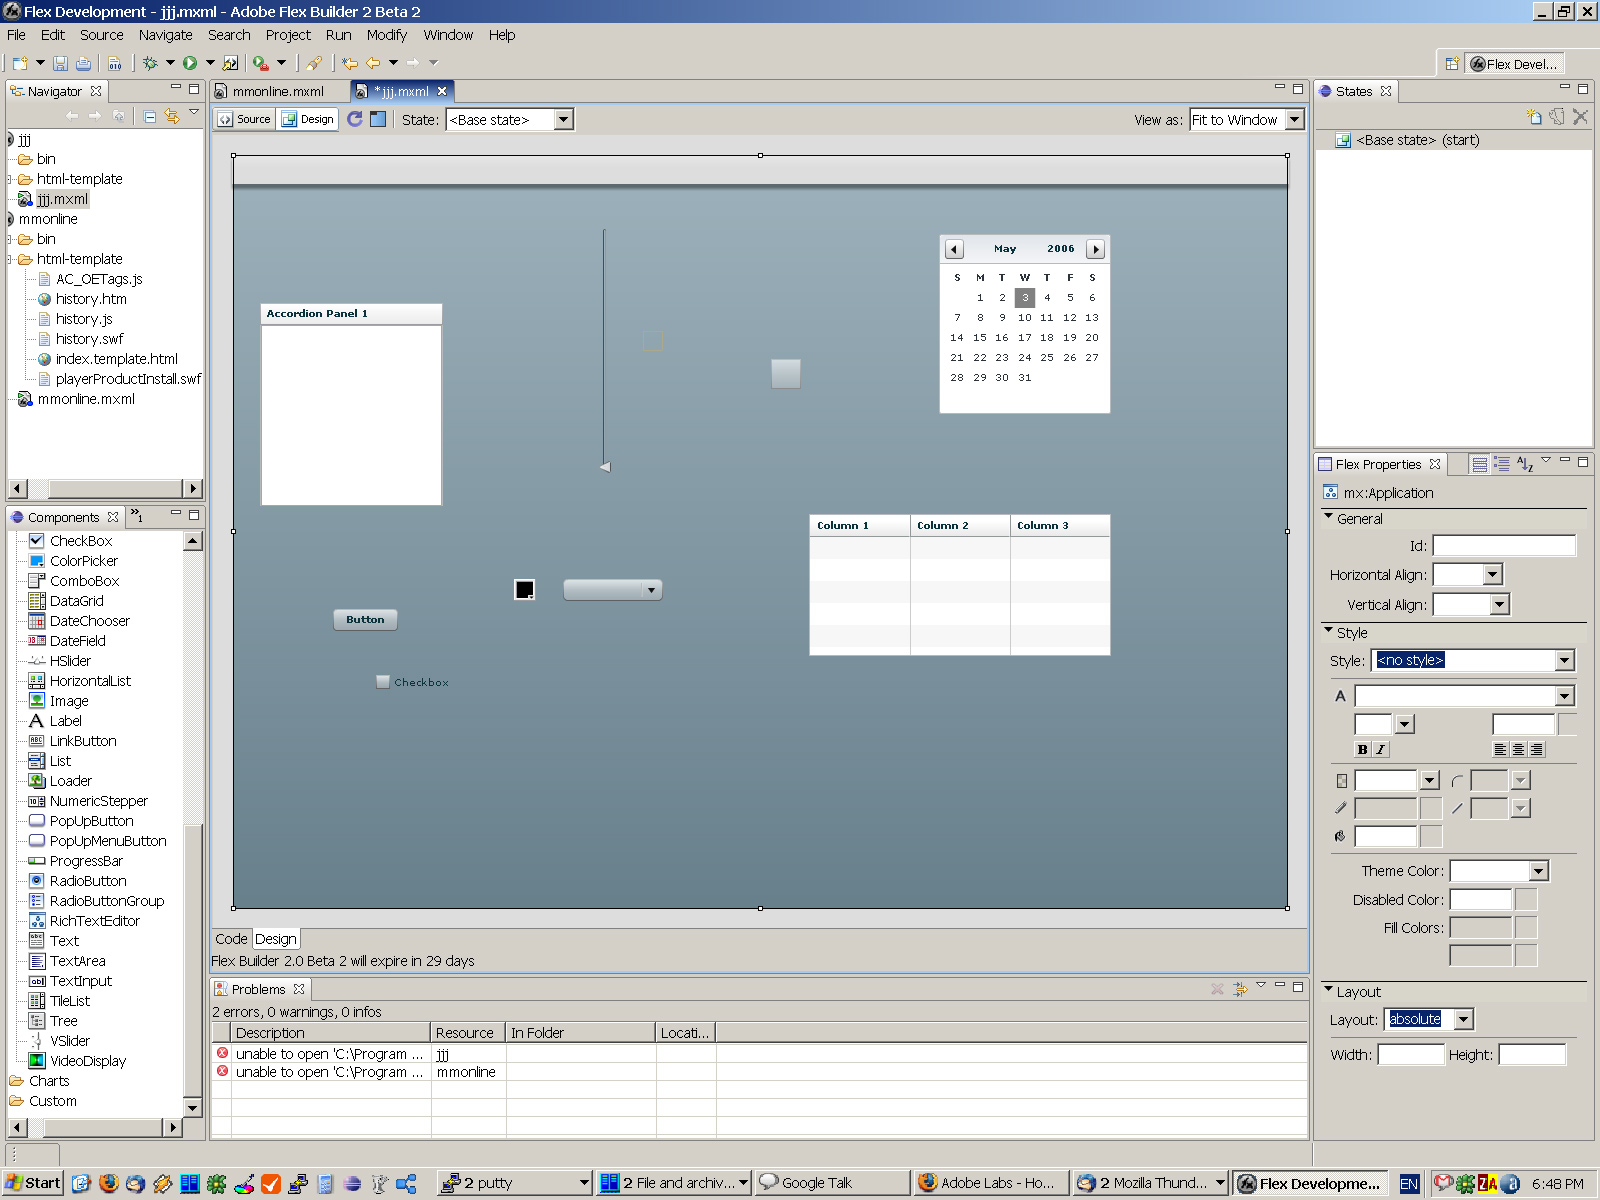 Flex Development - jjj.mxml - Adobe Flex Builder 2 Beta 2
File Edit Source Navigate Search Project Run Modify Window Help
Flex Devel...
Navigator
jjj
bin
html-template
jjj.mxml
mmonline
bin
html-template
AC_OETags.js
history.htm
history.js
history.swf
index.template.html
playerProductInstall.swf
mmonline.mxml
Components
1
CheckBox
ColorPicker
ComboBox
DataGrid
DateChooser
DateField
HSlider
HorizontalList
Image
Label
LinkButton
List
Loader
NumericStepper
PopUpButton
PopUpMenuButton
ProgressBar
RadioButton
RadioButtonGroup
RichTextEditor
Text
TextArea
TextInput
TileList
Tree
VSlider
VideoDisplay
Charts
Custom
mmonline.mxml *jjj.mxml
Source Design State: <Base state> View as: Fit to Window
Accordion Panel 1
May 2006
S M T W T F S
1 2 3 4 5 6
7 8 9 10 11 12 13
14 15 16 17 18 19 20
21 22 23 24 25 26 27
28 29 30 31
Column 1 Column 2 Column 3
Button
Checkbox
Code Design
Flex Builder 2.0 Beta 2 will expire in 29 days
Problems
2 errors, 0 warnings, 0 infos
Description Resource In Folder Locati...
unable to open 'C:\Program ... jjj
unable to open 'C:\Program ... mmonline
States
<Base state> (start)
Flex Properties
mx:Application
General
Id:
Horizontal Align:
Vertical Align:
Style
Style: <no style>
A
B I
Theme Color:
Disabled Color:
Fill Colors:
Layout
Layout: absolute
Width: Height:
Start 2 putty 2 File and archiv... Google Talk Adobe Labs - Ho... 2 Mozilla Thund... Flex Developme... EN ZA 6:48 PM